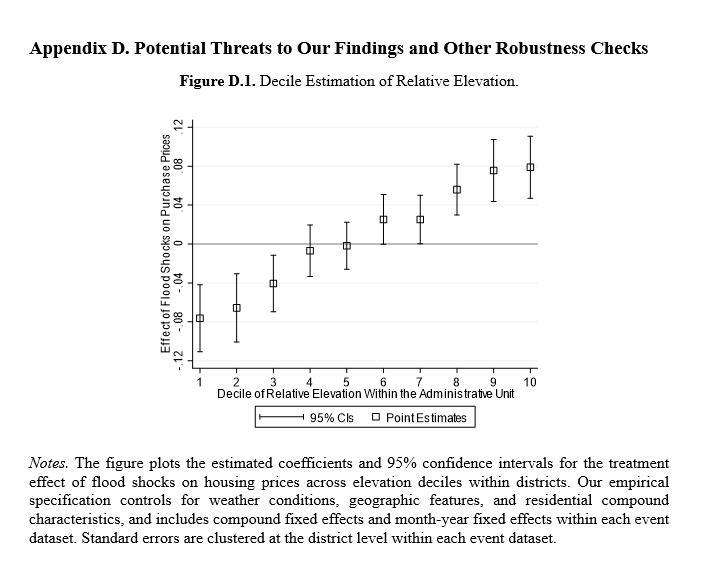 Appendix D. Potential Threats to Our Findings and Other Robustness Checks
Figure D.1. Decile Estimation of Relative Elevation.
Effect of Flood Shocks on Purchase Prices
.12
.08
.04
0
-.04
-.08
-.12
1 2 3 4 5 6 7 8 9 10
Decile of Relative Elevation Within the Administrative Unit
95% CIs Point Estimates
Notes. The figure plots the estimated coefficients and 95% confidence intervals for the treatment
effect of flood shocks on housing prices across elevation deciles within districts. Our empirical
specification controls for weather conditions, geographic features, and residential compound
characteristics, and includes compound fixed effects and month-year fixed effects within each event
dataset. Standard errors are clustered at the district level within each event dataset.